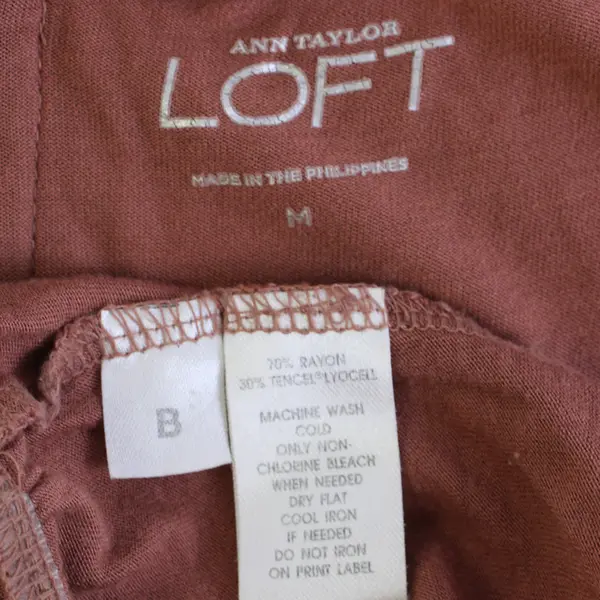 ANN TAYLOR
LOFT
MADE IN THE PHILIPPINES
M
B
70% RAYON
30% TENCEL® LYOCELL
MACHINE WASH
COLD
ONLY NON-
CHLORINE BLEACH
WHEN NEEDED
DRY FLAT
COOL IRON
IF NEEDED
DO NOT IRON
ON PRINT LABEL